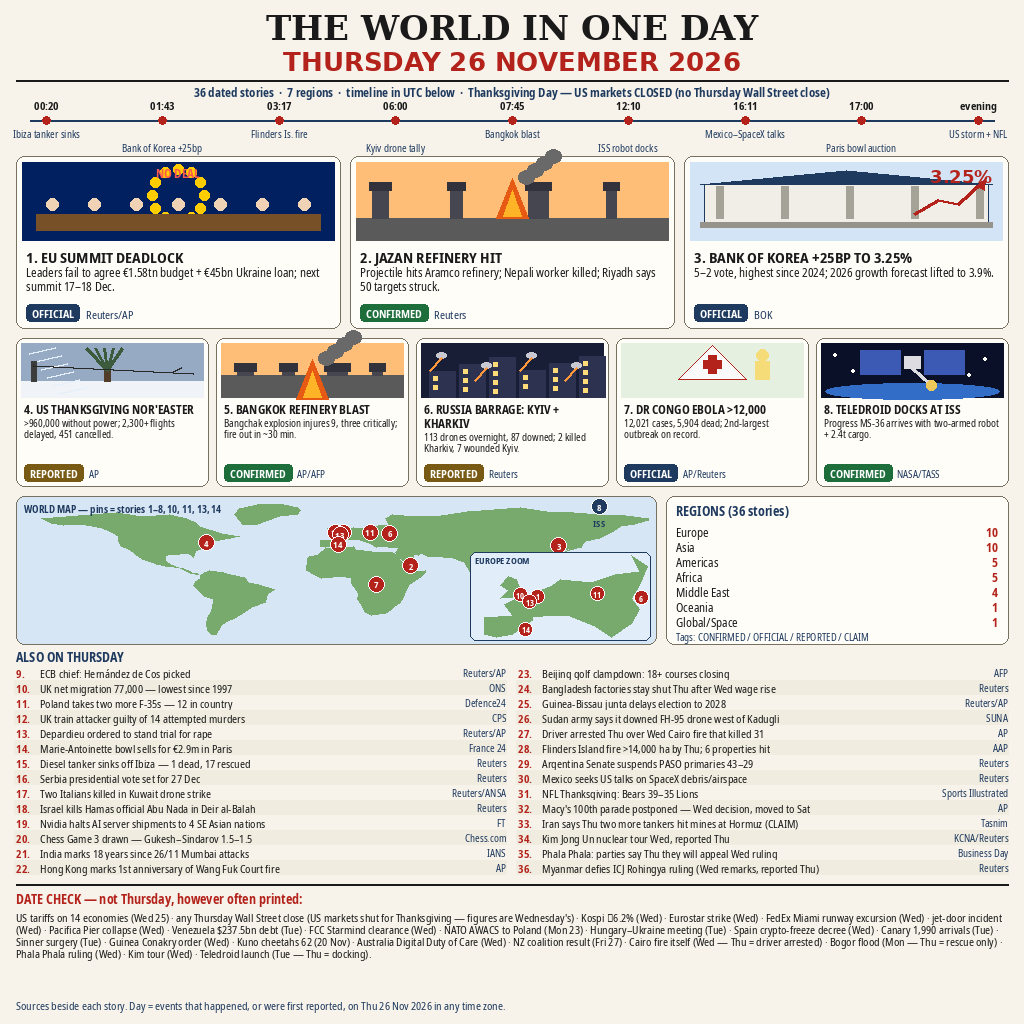 THE WORLD IN ONE DAY
THURSDAY 26 NOVEMBER 2026
36 dated stories · 7 regions · timeline in UTC below · Thanksgiving Day — US markets CLOSED (no Thursday Wall Street close)
00:20 01:43 03:17 06:00 07:45 12:10 16:11 17:00 evening
Ibiza tanker sinks Flinders Is. fire Bangkok blast Mexico–SpaceX talks US storm + NFL
Bank of Korea +25bp Kyiv drone tally ISS robot docks Paris bowl auction
NO DEAL
1. EU SUMMIT DEADLOCK
Leaders fail to agree €1.58tn budget + €45bn Ukraine loan; next
summit 17–18 Dec.
OFFICIAL Reuters/AP
2. JAZAN REFINERY HIT
Projectile hits Aramco refinery; Nepali worker killed; Riyadh says
50 targets struck.
CONFIRMED Reuters
3.25%
3. BANK OF KOREA +25BP TO 3.25%
5–2 vote, highest since 2024; 2026 growth forecast lifted to 3.9%.
OFFICIAL BOK
4. US THANKSGIVING NOR'EASTER
>960,000 without power; 2,300+ flights
delayed, 451 cancelled.
REPORTED AP
5. BANGKOK REFINERY BLAST
Bangchak explosion injures 9, three critically;
fire out in ~30 min.
CONFIRMED AP/AFP
6. RUSSIA BARRAGE: KYIV +
KHARKIV
113 drones overnight, 87 downed; 2 killed
Kharkiv, 7 wounded Kyiv.
REPORTED Reuters
7. DR CONGO EBOLA >12,000
12,021 cases, 5,904 dead; 2nd-largest
outbreak on record.
OFFICIAL AP/Reuters
8. TELEDROID DOCKS AT ISS
Progress MS-36 arrives with two-armed robot
+ 2.4t cargo.
CONFIRMED NASA/TASS
WORLD MAP — pins = stories 1–8, 10, 11, 13, 14
8
ISS
4
13
11
6
14
3
2
7
EUROPE ZOOM
10
1
13
11
6
14
REGIONS (36 stories)
Europe 10
Asia 10
Americas 5
Africa 5
Middle East 4
Oceania 1
Global/Space 1
Tags: CONFIRMED / OFFICIAL / REPORTED / CLAIM
ALSO ON THURSDAY
9. ECB chief: Hernández de Cos picked Reuters/AP
10. UK net migration 77,000 — lowest since 1997 ONS
11. Poland takes two more F-35s — 12 in country Defence24
12. UK train attacker guilty of 14 attempted murders CPS
13. Depardieu ordered to stand trial for rape Reuters/AP
14. Marie-Antoinette bowl sells for €2.9m in Paris France 24
15. Diesel tanker sinks off Ibiza — 1 dead, 17 rescued Reuters
16. Serbia presidential vote set for 27 Dec Reuters
17. Two Italians killed in Kuwait drone strike Reuters/ANSA
18. Israel kills Hamas official Abu Nada in Deir al-Balah Reuters
19. Nvidia halts AI server shipments to 4 SE Asian nations FT
20. Chess Game 3 drawn — Gukesh–Sindarov 1.5–1.5 Chess.com
21. India marks 18 years since 26/11 Mumbai attacks IANS
22. Hong Kong marks 1st anniversary of Wang Fuk Court fire AP
23. Beijing golf clampdown: 18+ courses closing AFP
24. Bangladesh factories stay shut Thu after Wed wage rise Reuters
25. Guinea-Bissau junta delays election to 2028 Reuters/AP
26. Sudan army says it downed FH-95 drone west of Kadugli SUNA
27. Driver arrested Thu over Wed Cairo fire that killed 31 AP
28. Flinders Island fire >14,000 ha by Thu; 6 properties hit AAP
29. Argentina Senate suspends PASO primaries 43–29 Reuters
30. Mexico seeks US talks on SpaceX debris/airspace Reuters
31. NFL Thanksgiving: Bears 39–35 Lions Sports Illustrated
32. Macy's 100th parade postponed — Wed decision, moved to Sat AP
33. Iran says Thu two more tankers hit mines at Hormuz (CLAIM) Tasnim
34. Kim Jong Un nuclear tour Wed, reported Thu KCNA/Reuters
35. Phala Phala: parties say Thu they will appeal Wed ruling Business Day
36. Myanmar defies ICJ Rohingya ruling (Wed remarks, reported Thu) Reuters
DATE CHECK — not Thursday, however often printed:
US tariffs on 14 economies (Wed 25) · any Thursday Wall Street close (US markets shut for Thanksgiving — figures are Wednesday's) · Kospi 6.2% (Wed) · Eurostar strike (Wed) · FedEx Miami runway excursion (Wed) · jet-door incident
(Wed) · Pacifica Pier collapse (Wed) · Venezuela $237.5bn debt (Tue) · FCC Starmind clearance (Wed) · NATO AWACS to Poland (Mon 23) · Hungary–Ukraine meeting (Tue) · Spain crypto-freeze decree (Wed) · Canary 1,990 arrivals (Tue) ·
Sinner surgery (Tue) · Guinea Conakry order (Wed) · Kuno cheetahs 62 (20 Nov) · Australia Digital Duty of Care (Wed) · NZ coalition result (Fri 27) · Cairo fire itself (Wed — Thu = driver arrested) · Bogor flood (Mon — Thu = rescue only) ·
Phala Phala ruling (Wed) · Kim tour (Wed) · Teledroid launch (Tue — Thu = docking).
Sources beside each story. Day = events that happened, or were first reported, on Thu 26 Nov 2026 in any time zone.